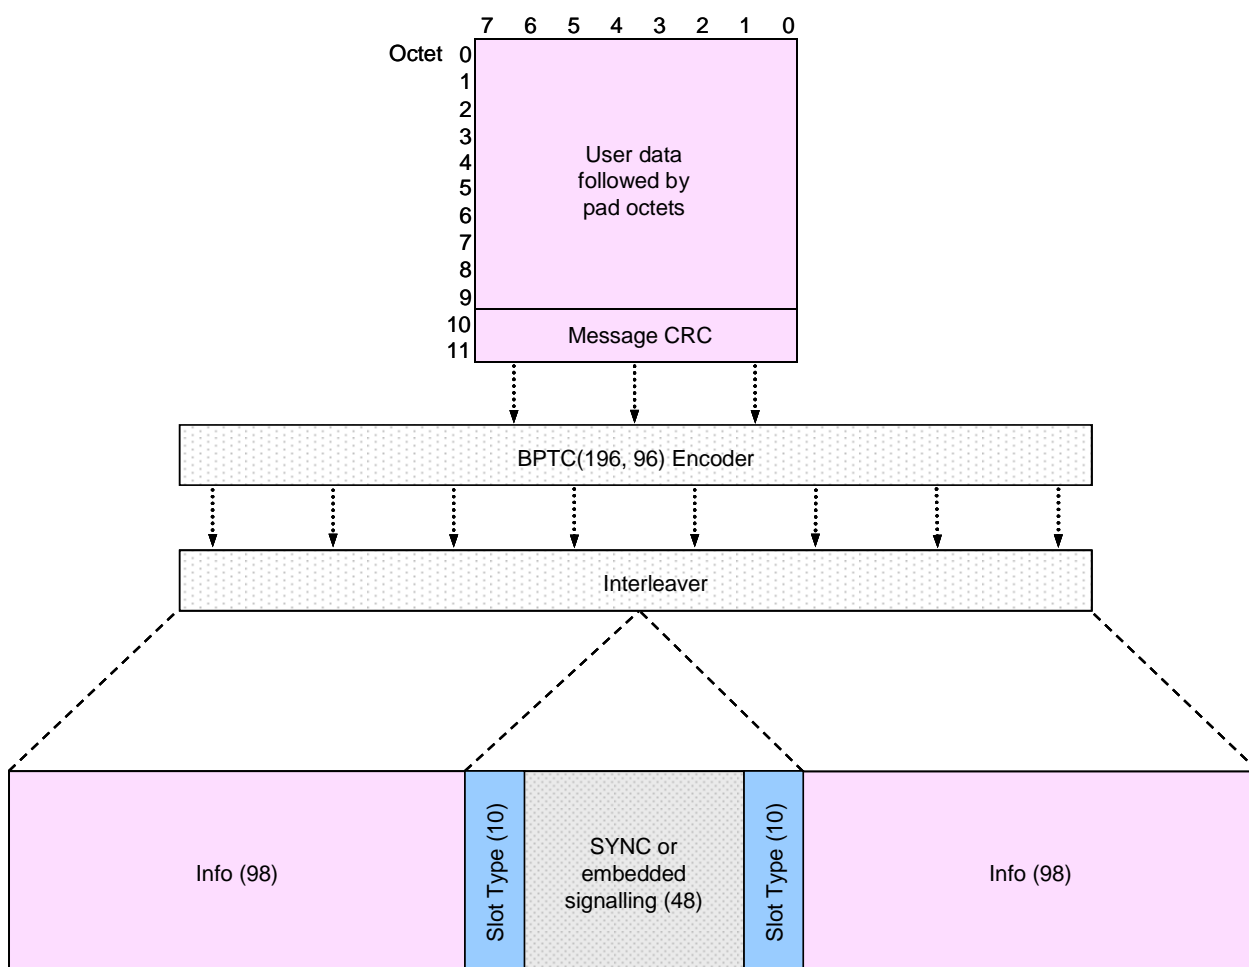 7 6 5 4 3 2 1 0
Octet 0
1
2
3
4
5
6
7
8
9
10
11
User data
followed by
pad octets
Message CRC
BPTC(196, 96) Encoder
Interleaver
Info (98)
Slot Type (10)
SYNC or
embedded
signalling (48)
Slot Type (10)
Info (98)